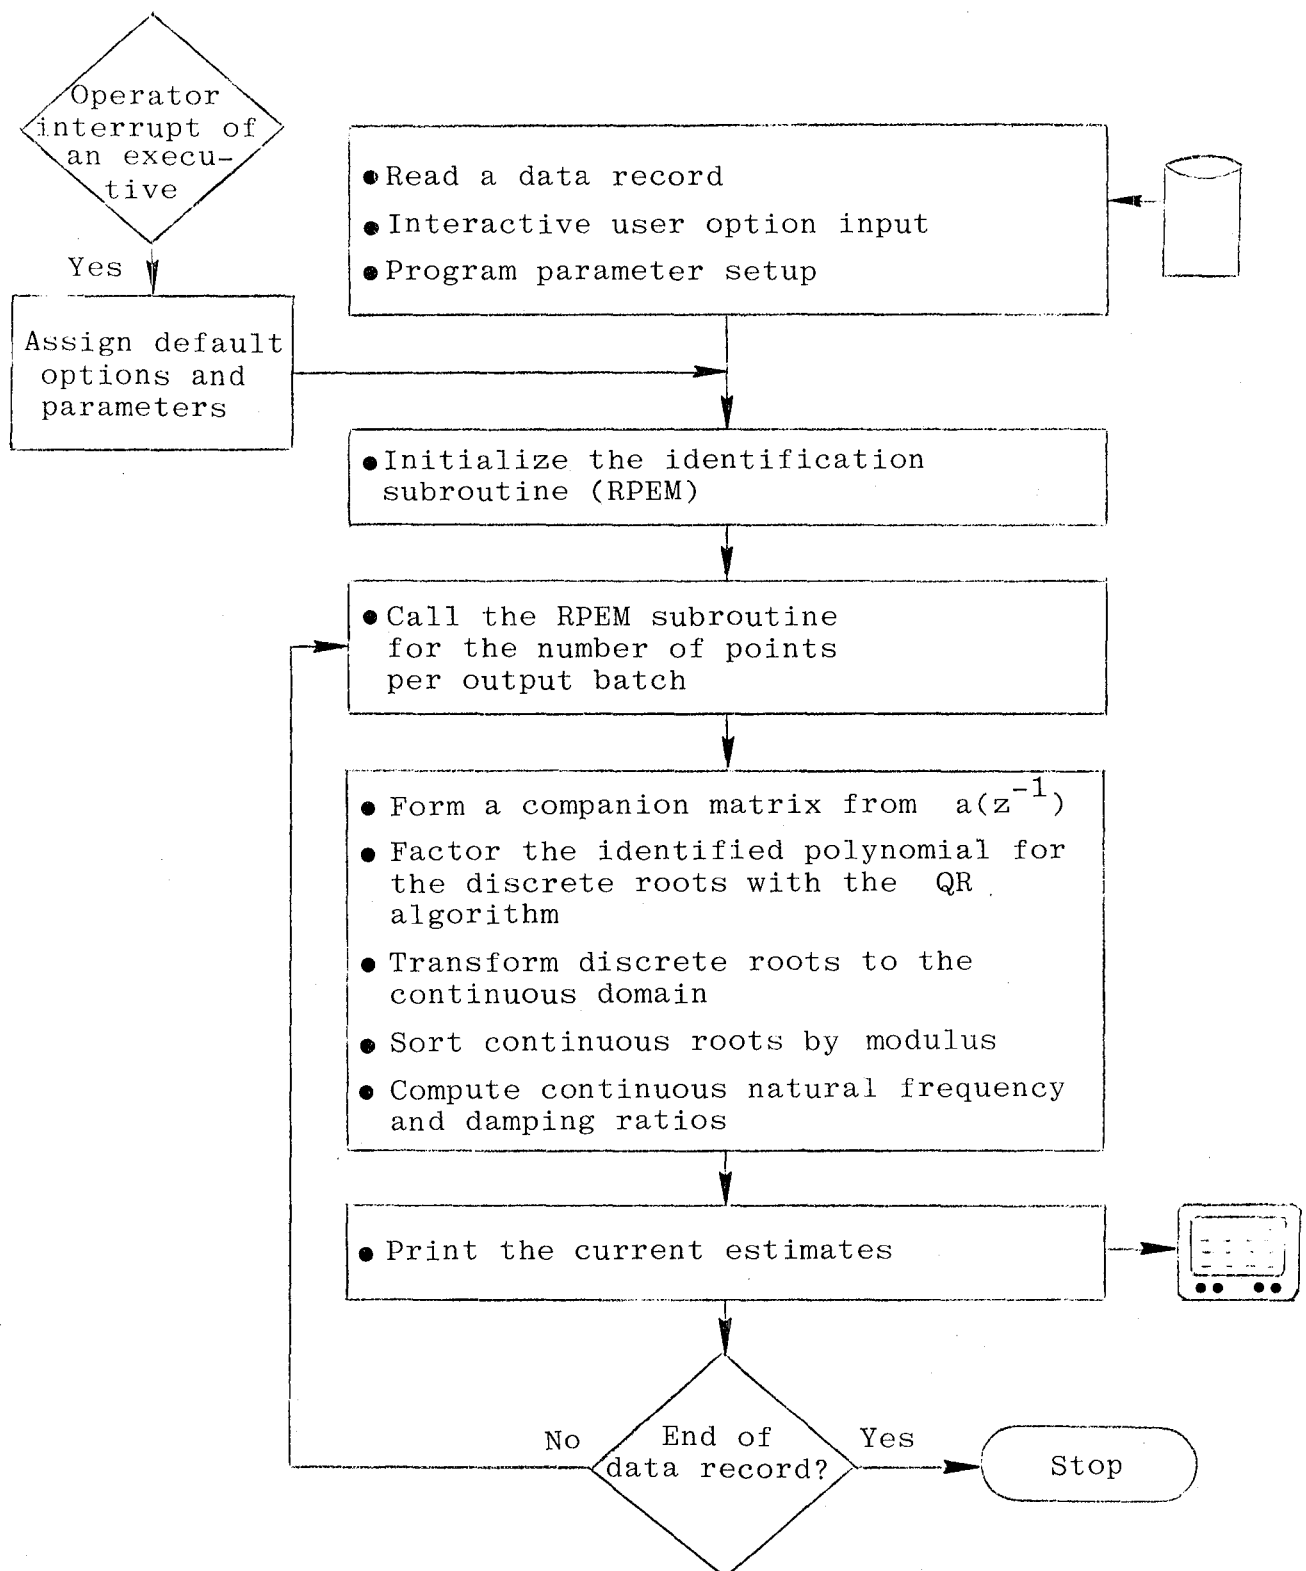 Operator
interrupt of
an execu-
tive
Yes
Assign default
options and
parameters
●Read a data record
●Interactive user option input
●Program parameter setup
●Initialize the identification
subroutine (RPEM)
●Call the RPEM subroutine
for the number of points
per output batch
● Form a companion matrix from a(z⁻¹)
● Factor the identified polynomial for
the discrete roots with the QR
algorithm
● Transform discrete roots to the
continuous domain
● Sort continuous roots by modulus
● Compute continuous natural frequency
and damping ratios
● Print the current estimates
End of
data record?
No
Yes
Stop